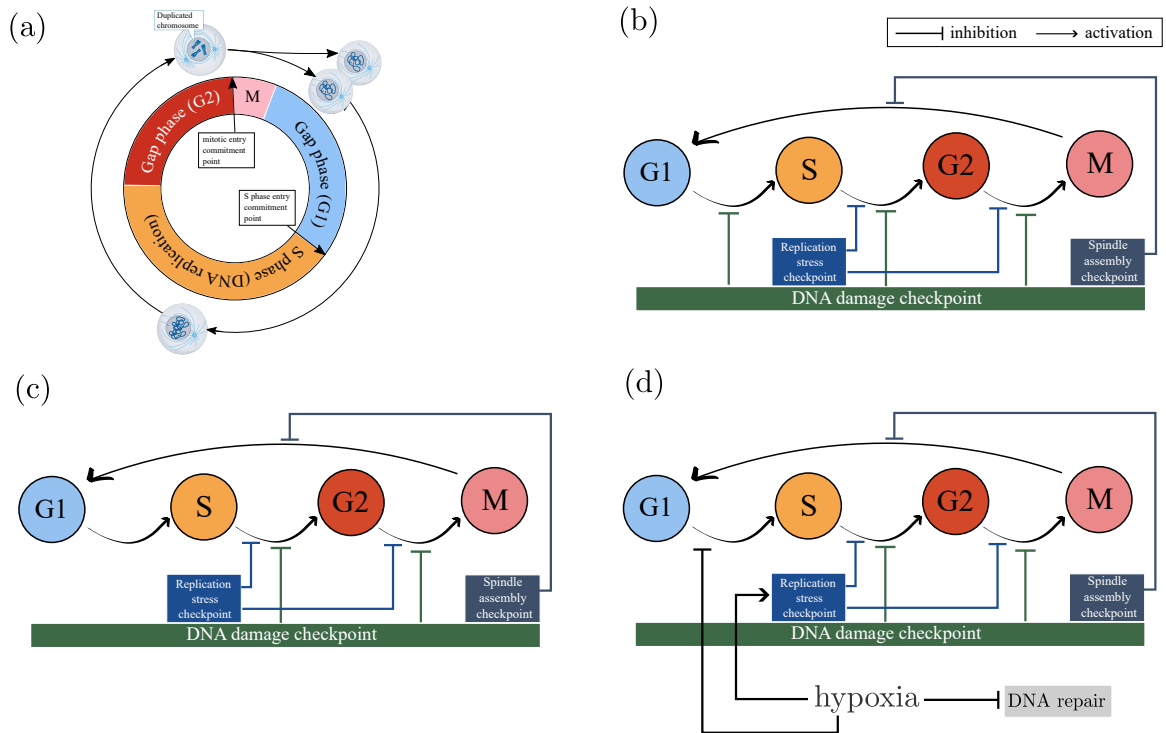 (a)
Duplicated
chromosome
Gap phase (G2)
M
Gap phase (G1)
mitotic entry
commitment
point
S phase entry
commitment
point
S phase (DNA replication)
(b)
inhibition
activation
G1
S
G2
M
Replication
stress
checkpoint
Spindle
assembly
checkpoint
DNA damage checkpoint
(c)
G1
S
G2
M
Replication
stress
checkpoint
Spindle
assembly
checkpoint
DNA damage checkpoint
(d)
G1
S
G2
M
Replication
stress
checkpoint
Spindle
assembly
checkpoint
DNA damage checkpoint
hypoxia
DNA repair